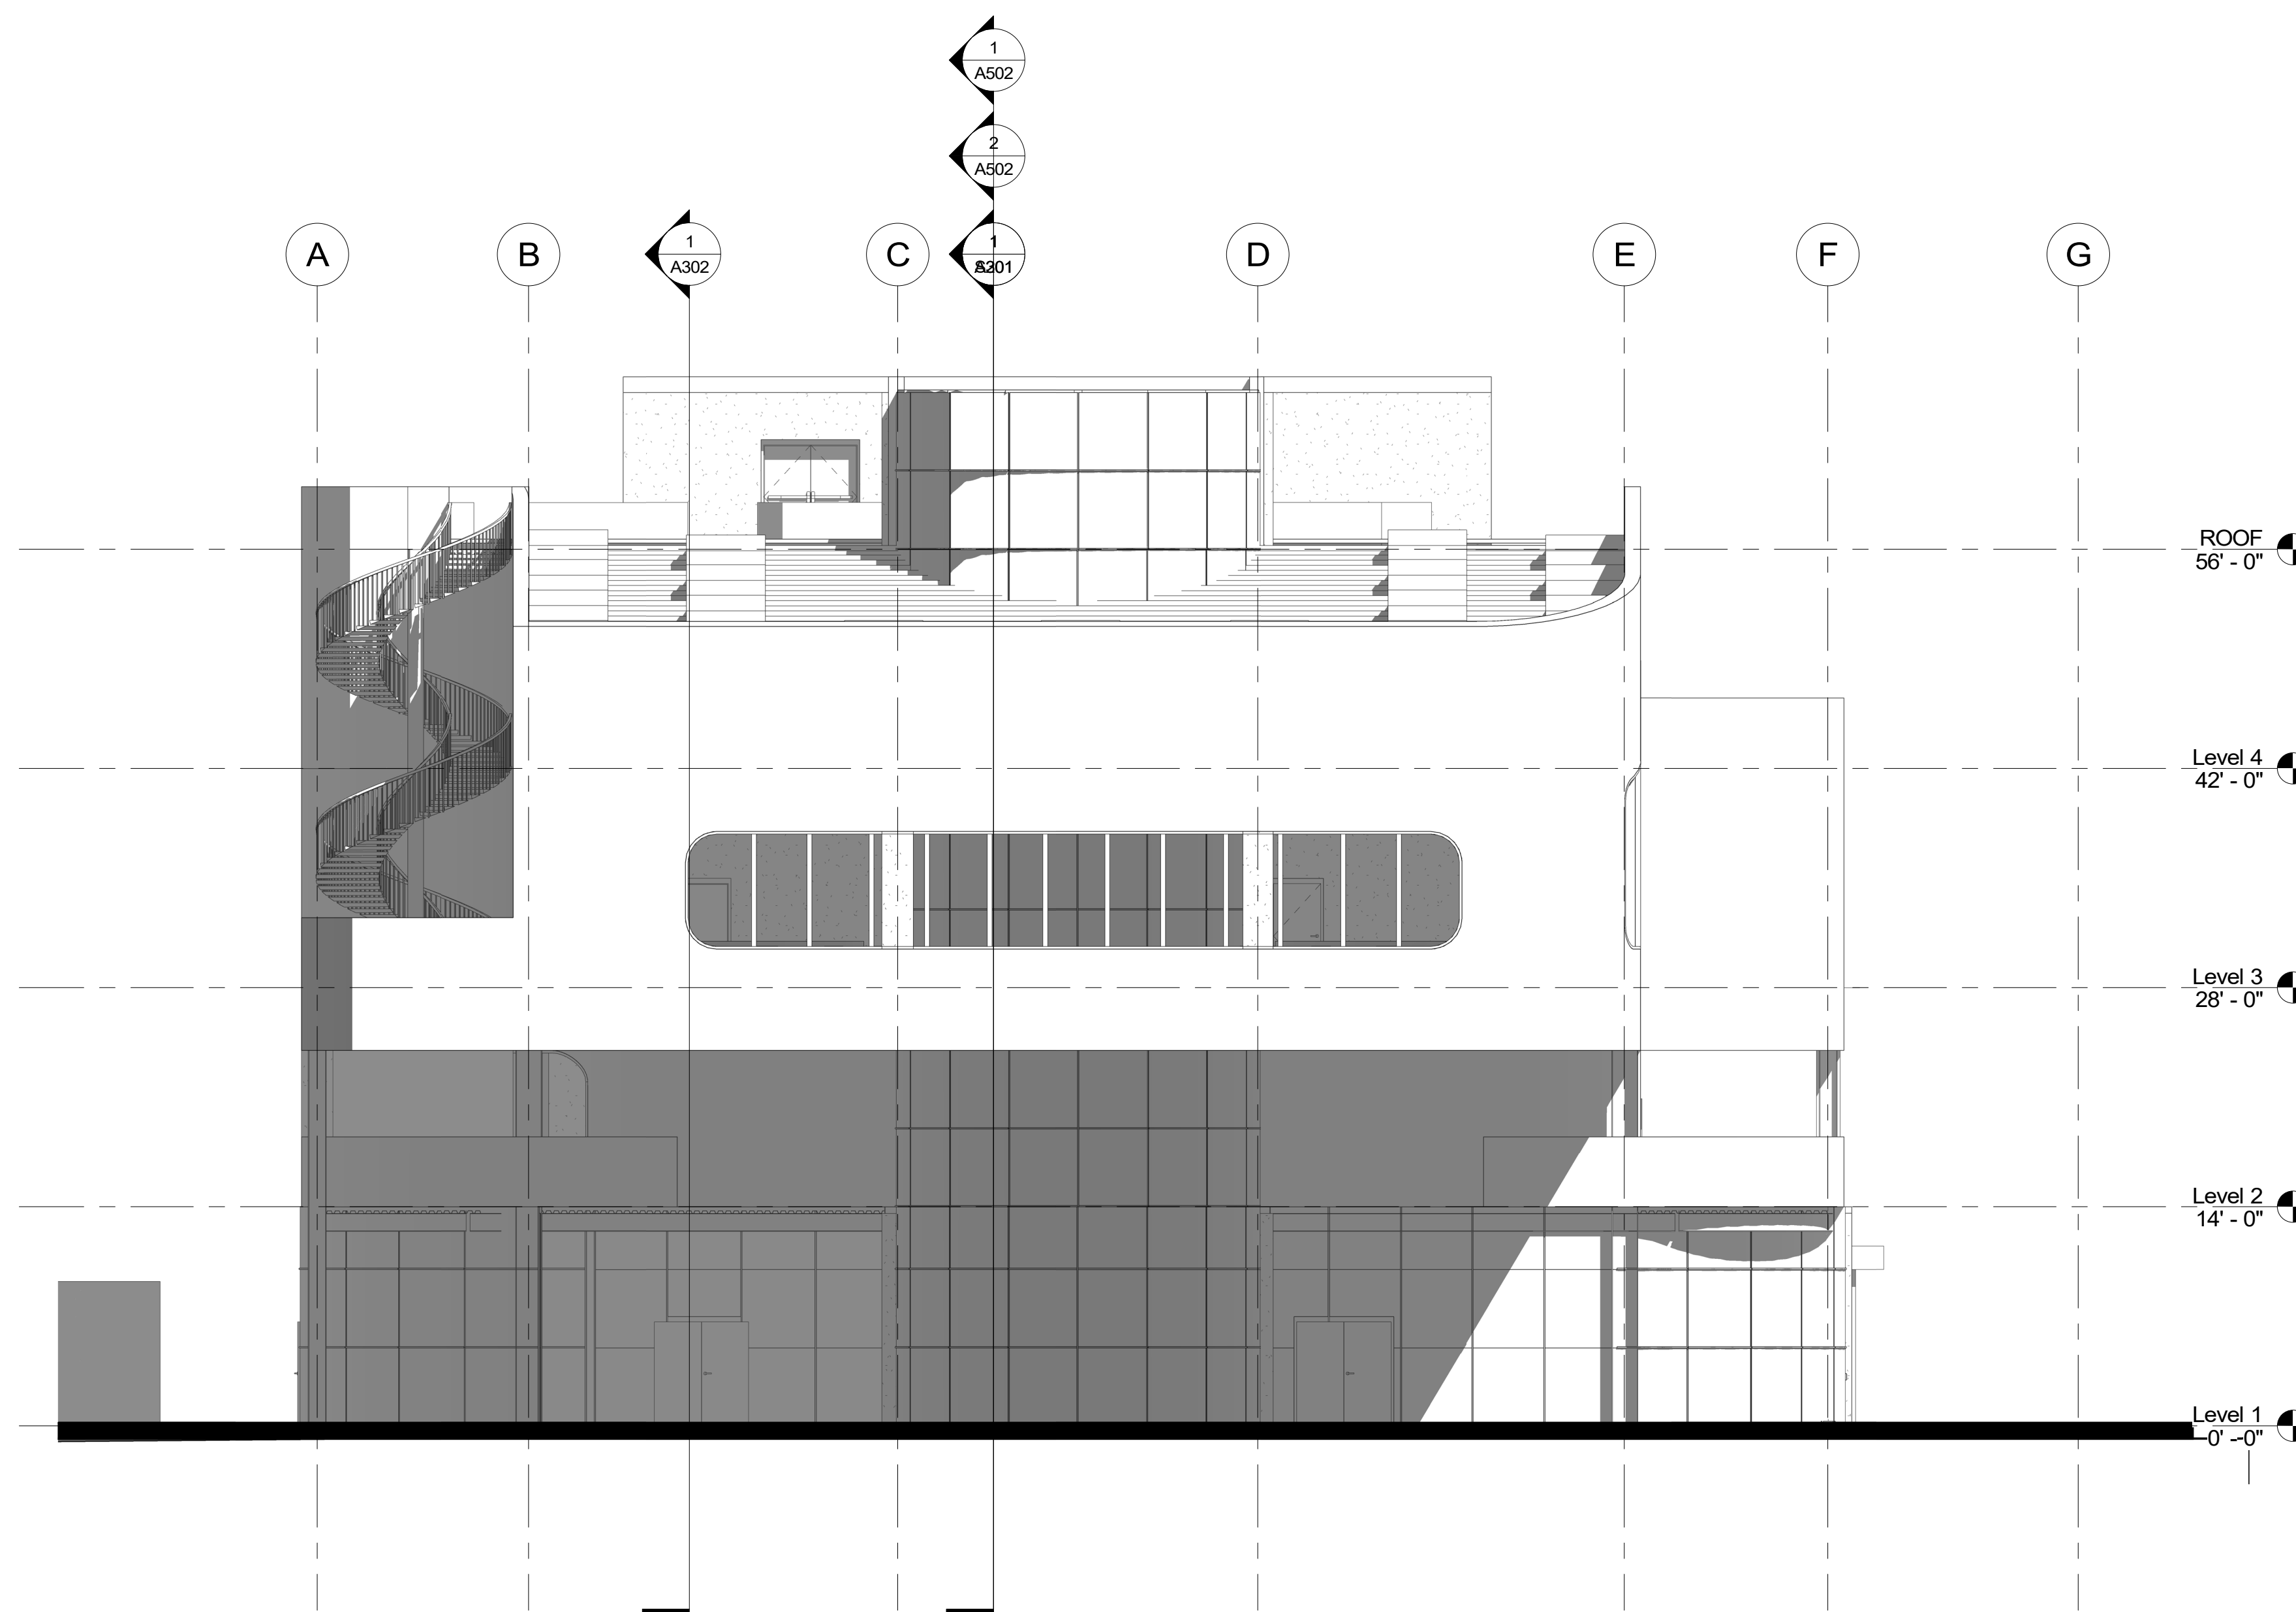 1
A502
2
A502
A
B
1
A302
C
1
D
E
F
G
ROOF
56' - 0"
Level 4
42' - 0"
Level 3
28' - 0"
Level 2
14' - 0"
Level 1
0' - 0"